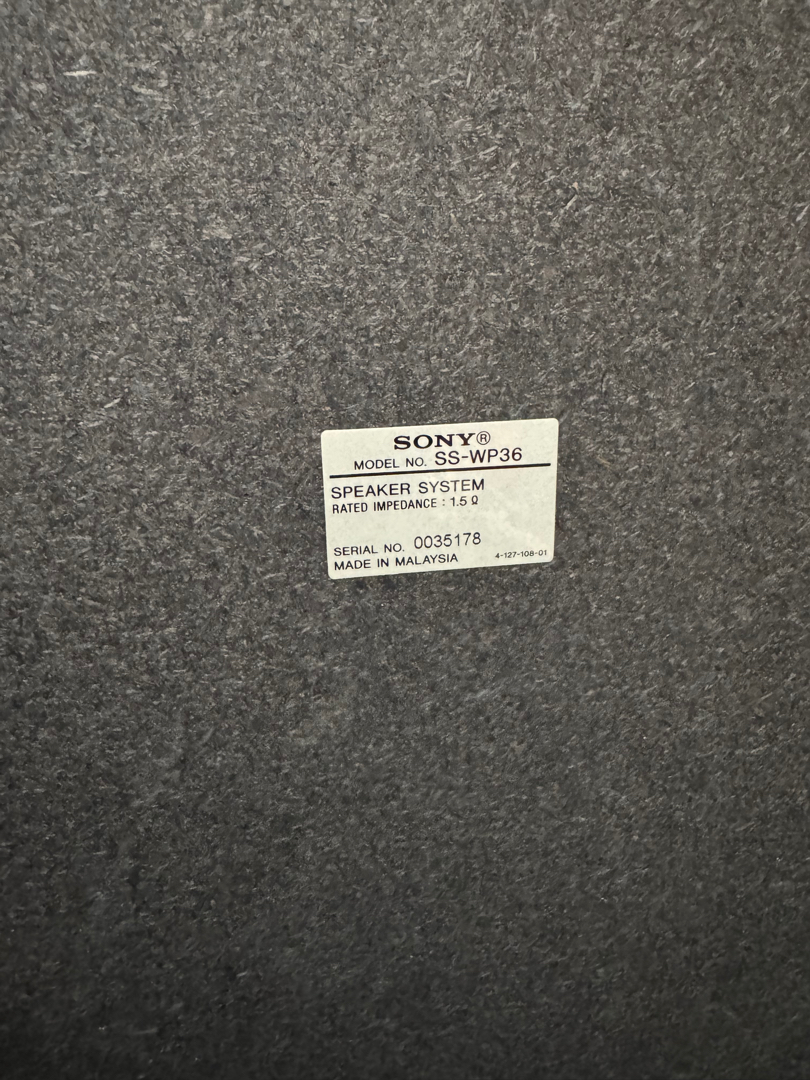 SONY®
MODEL NO. SS-WP36
SPEAKER SYSTEM
RATED IMPEDANCE : 1.5 Ω
SERIAL NO. 0035178
MADE IN MALAYSIA 4-127-108-01